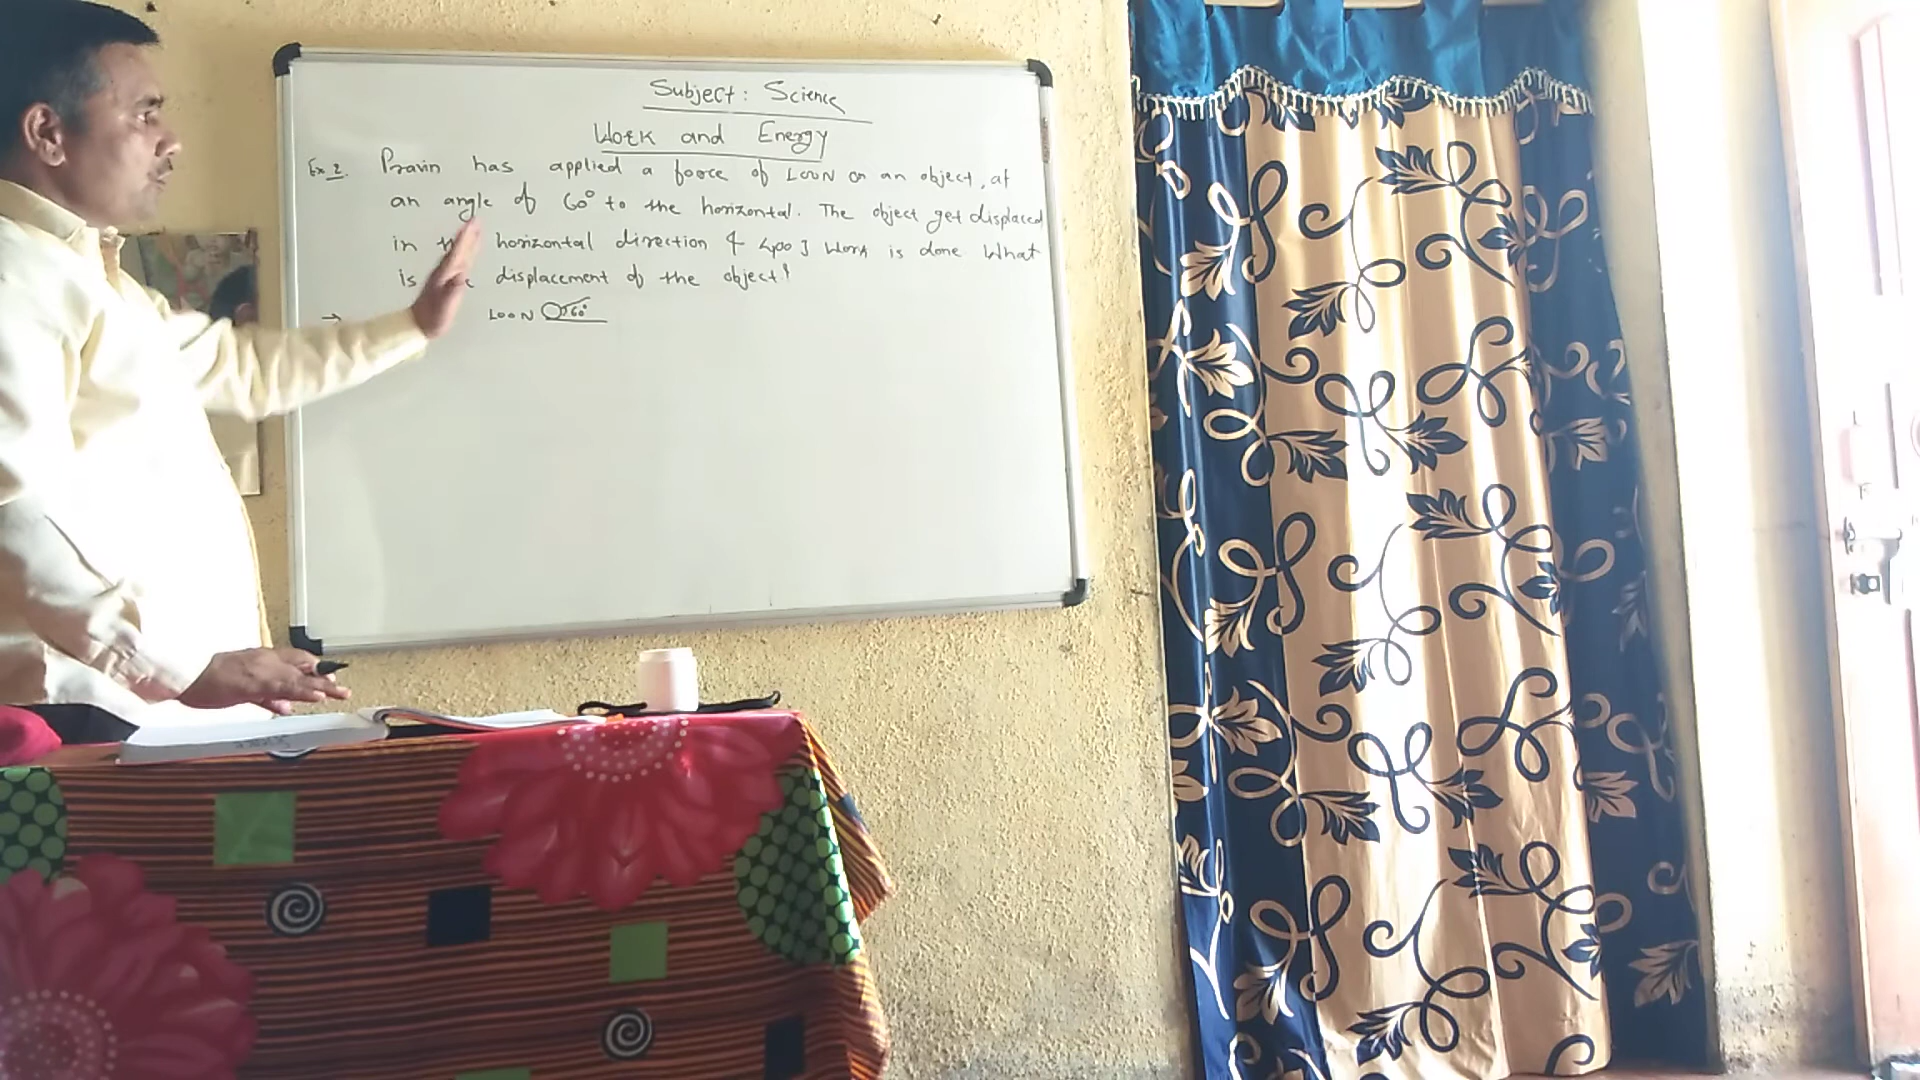 Subject: Science
Work and Energy
Ex. 2. Pravin has applied a force of 100N on an object, at
an angle of 60° to the horizontal. The object get displaced
in horizontal direction & 400 J work is done. What
is displacement of the object?
→ 100N 60°